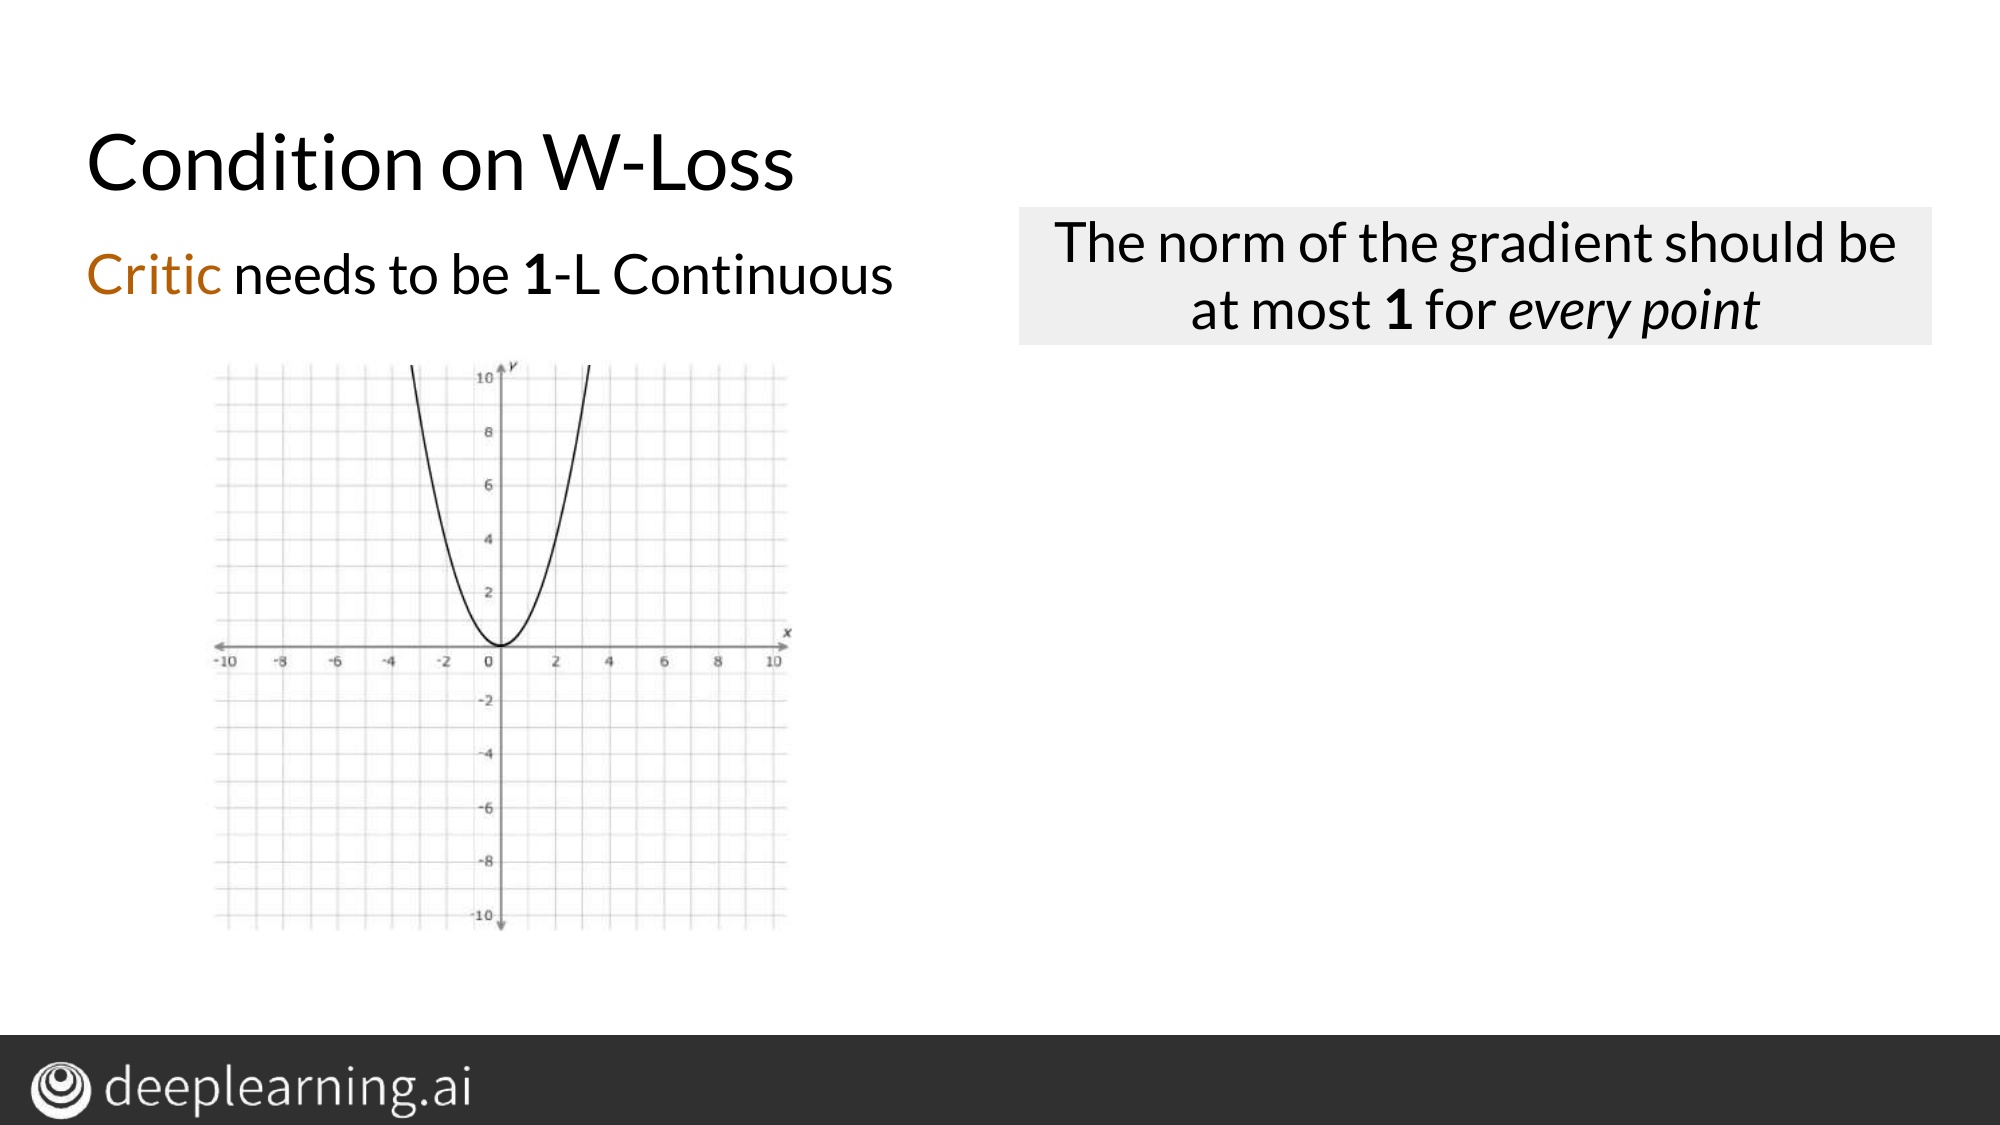 Condition on W-Loss
Critic needs to be 1-L Continuous
The norm of the gradient should be
at most 1 for every point
y
10
8
6
4
2
x
-10 -8 -6 -4 -2 0 2 4 6 8 10
-2
-4
-6
-8
-10
deeplearning.ai